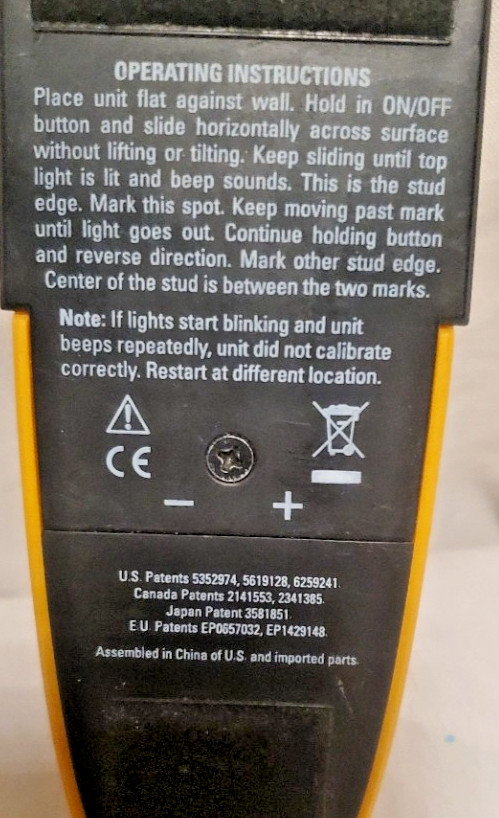 OPERATING INSTRUCTIONS
Place unit flat against wall. Hold in ON/OFF
button and slide horizontally across surface
without lifting or tilting. Keep sliding until top
light is lit and beep sounds. This is the stud
edge. Mark this spot. Keep moving past mark
until light goes out. Continue holding button
and reverse direction. Mark other stud edge.
Center of the stud is between the two marks.
Note: If lights start blinking and unit
beeps repeatedly, unit did not calibrate
correctly. Restart at different location.
CE
− +
U.S. Patents 5352974, 5619128, 6259241.
Canada Patents 2141553, 2341385.
Japan Patent 3581851.
E.U. Patents EP0657032, EP1429148.
Assembled in China of U.S. and imported parts.